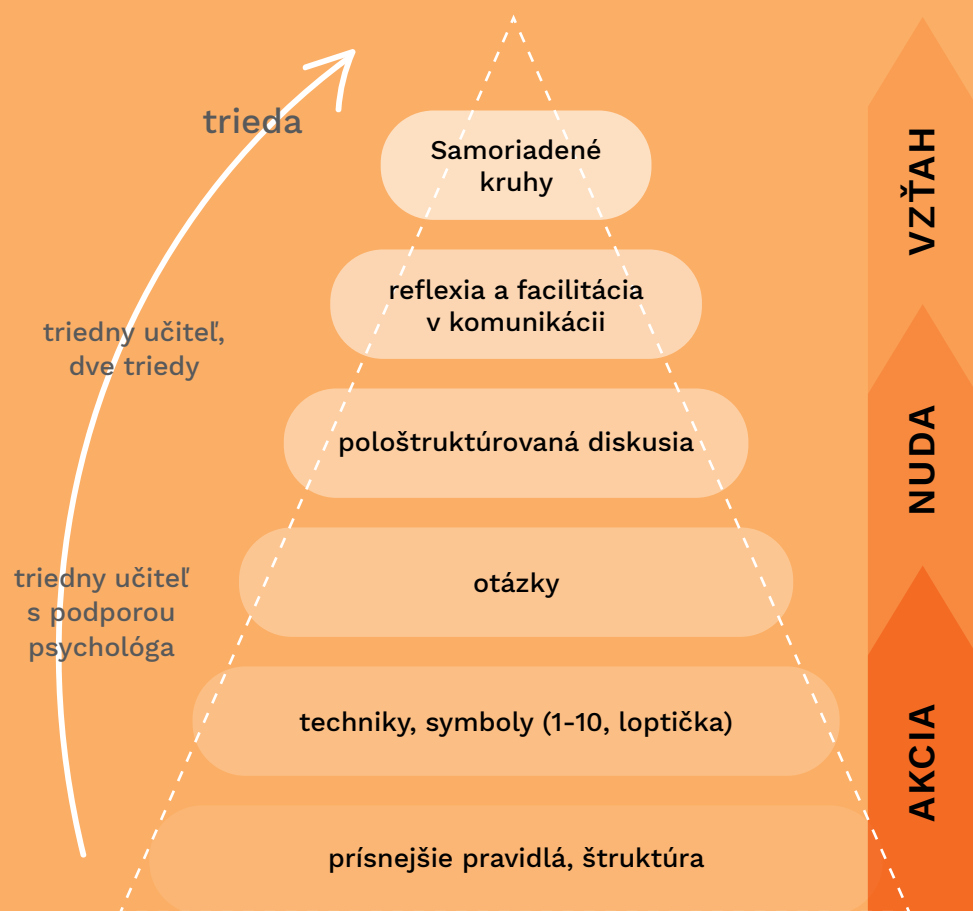 trieda
triedny učiteľ,
dve triedy
triedny učiteľ
s podporou
psychológa
Samoriadené
kruhy
reflexia a facilitácia
v komunikácii
pološtruktúrovaná diskusia
otázky
techniky, symboly (1-10, loptička)
prísnejšie pravidlá, štruktúra
VZŤAH
NUDA
AKCIA